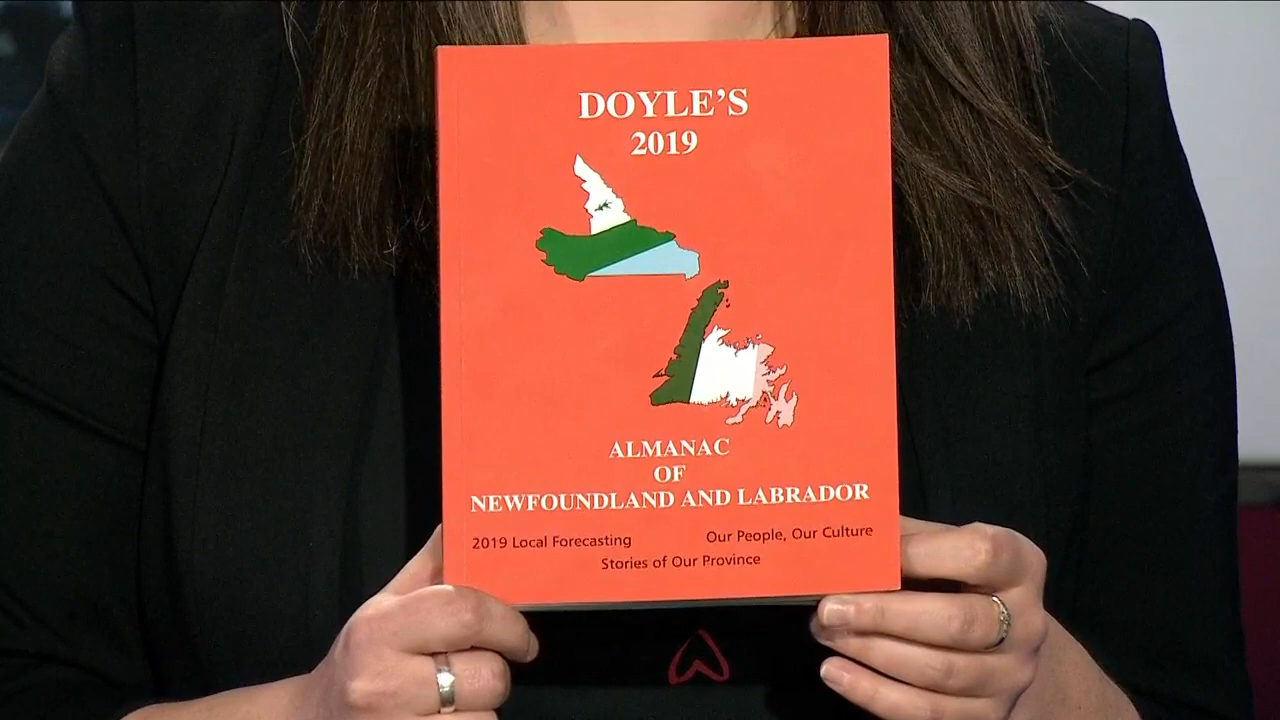 DOYLE'S
2019
ALMANAC
OF
NEWFOUNDLAND AND LABRADOR
2019 Local Forecasting
Our People, Our Culture
Stories of Our Province